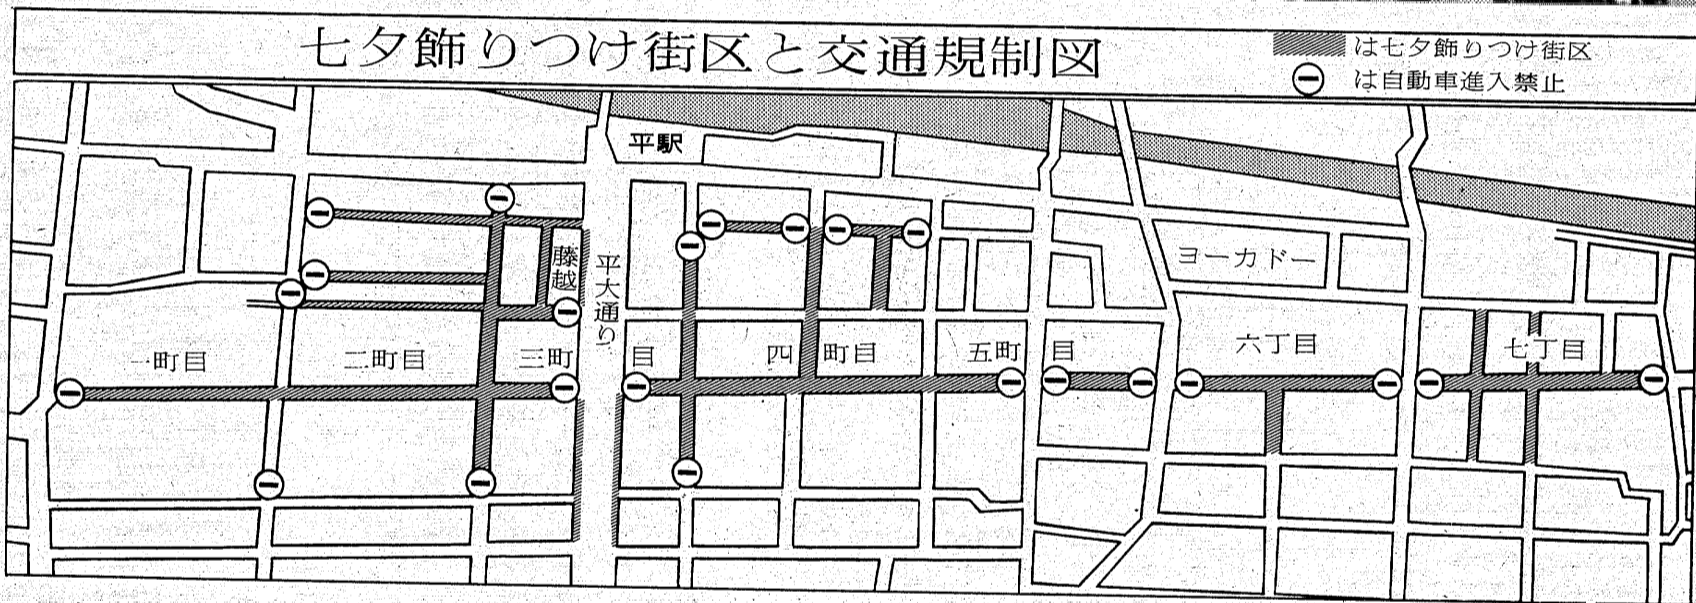 七夕飾りつけ街区と交通規制図
は七夕飾りつけ街区
は自動車進入禁止
平駅
藤越
平大通り
ヨーカドー
一町目
二町目
三町目
四町目
五町目
六丁目
七丁目